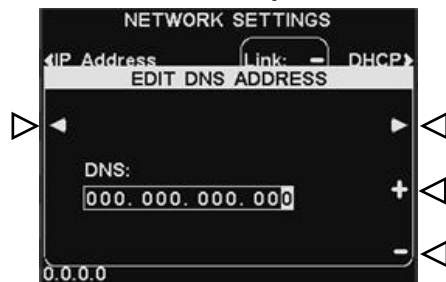 NETWORK SETTINGS
IP Address Link: DHCP
EDIT DNS ADDRESS
DNS:
000.000.000.000
+
-
0.0.0.0